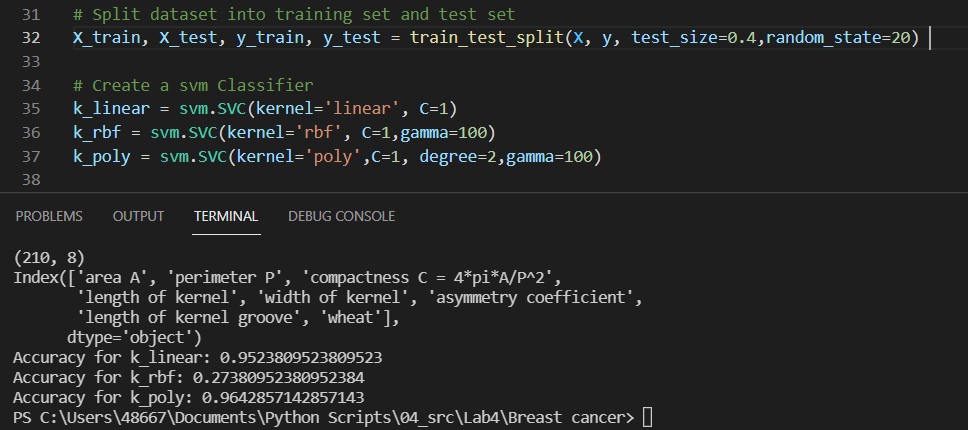 31 # Split dataset into training set and test set
32 X_train, X_test, y_train, y_test = train_test_split(X, y, test_size=0.4,random_state=20)
33
34 # Create a svm Classifier
35 k_linear = svm.SVC(kernel='linear', C=1)
36 k_rbf = svm.SVC(kernel='rbf', C=1,gamma=100)
37 k_poly = svm.SVC(kernel='poly',C=1, degree=2,gamma=100)
38
PROBLEMS OUTPUT TERMINAL DEBUG CONSOLE
(210, 8)
Index(['area A', 'perimeter P', 'compactness C = 4*pi*A/P^2',
'length of kernel', 'width of kernel', 'asymmetry coefficient',
'length of kernel groove', 'wheat'],
dtype='object')
Accuracy for k_linear: 0.9523809523809523
Accuracy for k_rbf: 0.27380952380952384
Accuracy for k_poly: 0.9642857142857143
PS C:\Users\48667\Documents\Python Scripts\04_src\Lab4\Breast cancer>